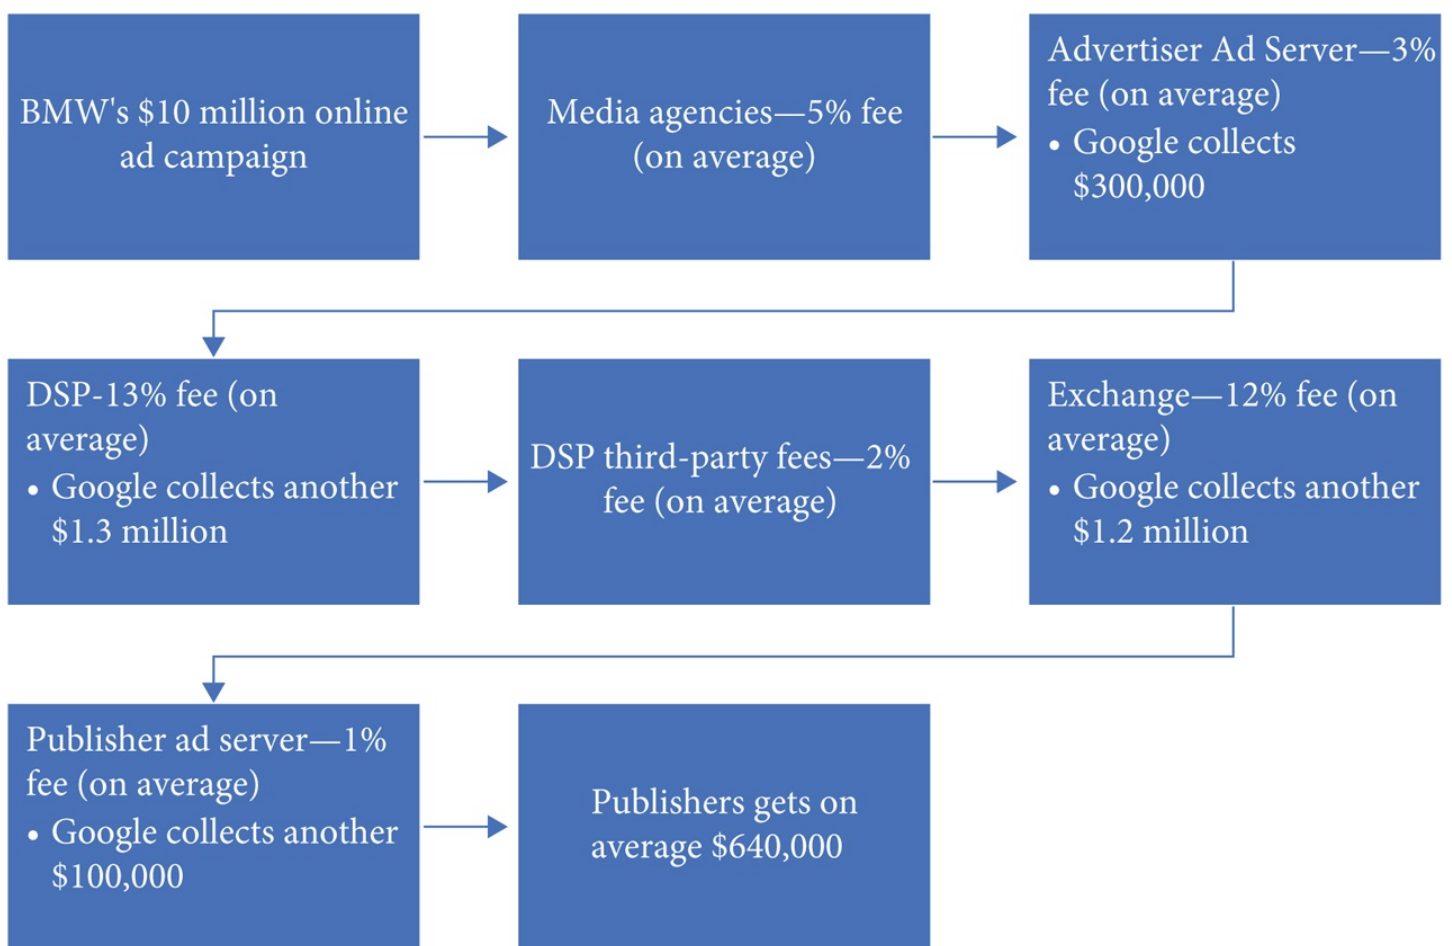 BMW's $10 million online
ad campaign
Media agencies—5% fee
(on average)
Advertiser Ad Server—3%
fee (on average)
• Google collects
$300,000
DSP-13% fee (on
average)
• Google collects another
$1.3 million
DSP third-party fees—2%
fee (on average)
Exchange—12% fee (on
average)
• Google collects another
$1.2 million
Publisher ad server—1%
fee (on average)
• Google collects another
$100,000
Publishers gets on
average $640,000